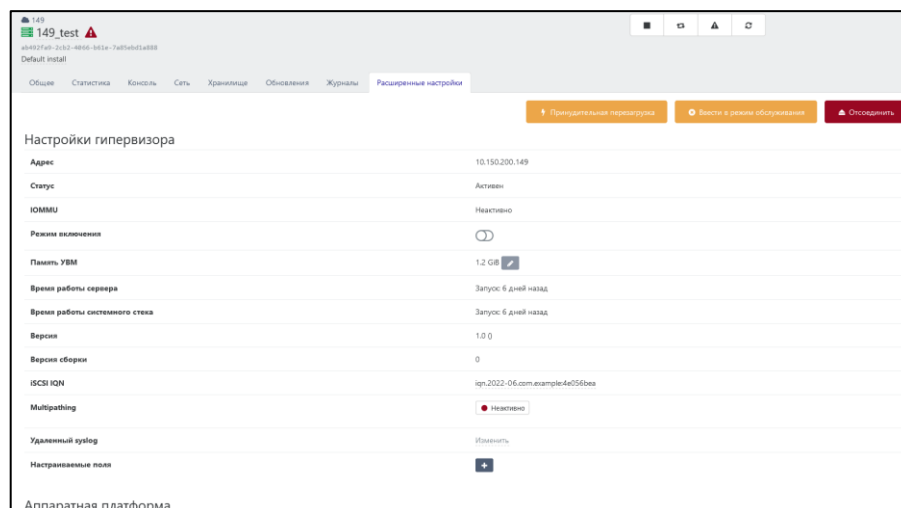 149
149_test
ab492fa9-2cb2-4066-b61e-7a85ebd1a888
Default install
Общее Статистика Консоль Сеть Хранилище Обновления Журналы Расширенные настройки
Принудительная перезагрузка Ввести в режим обслуживания Отсоединить
Настройки гипервизора
Адрес 10.150.200.149
Статус Активен
IOMMU Неактивно
Режим включения
Память УВМ 1.2 GiB
Время работы сервера Запуск: 6 дней назад
Время работы системного стека Запуск: 6 дней назад
Версия 1.0 ()
Версия сборки 0
iSCSI IQN iqn.2022-06.com.example:4e056bea
Multipathing Неактивно
Удаленный syslog Изменить
Настраиваемые поля
Аппаратная платформа